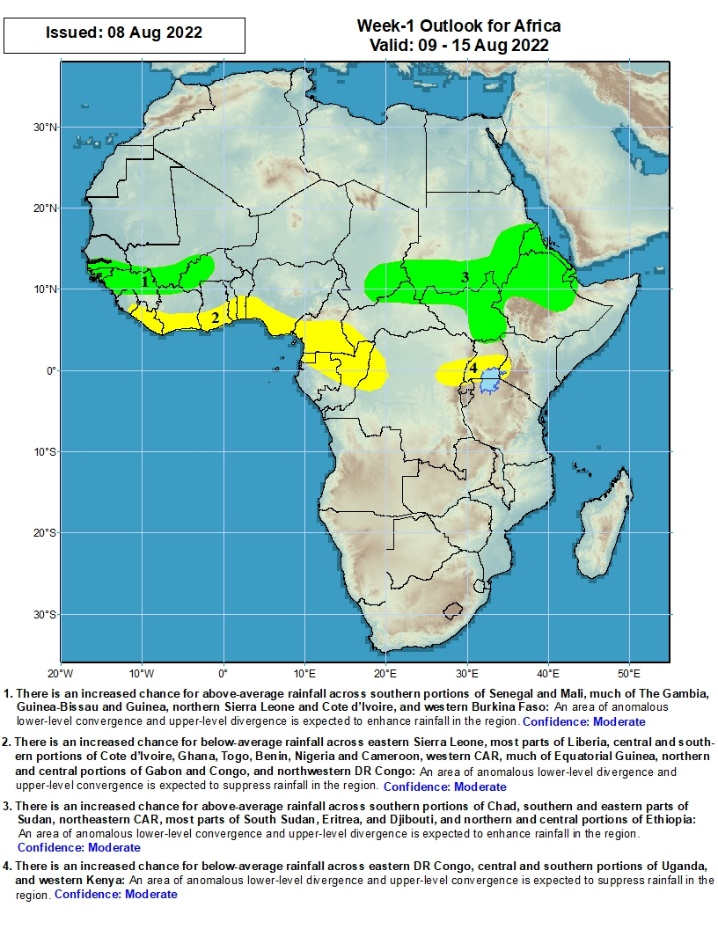 Issued: 08 Aug 2022
Week-1 Outlook for Africa
Valid: 09 - 15 Aug 2022
30°N
20°N
10°N
0°
10°S
20°S
30°S
1
2
3
4
20°W
10°W
0°
10°E
20°E
30°E
40°E
50°E
1. There is an increased chance for above-average rainfall across southern portions of Senegal and Mali, much of The Gambia,
Guinea-Bissau and Guinea, northern Sierra Leone and Cote d'Ivoire, and western Burkina Faso: An area of anomalous
lower-level convergence and upper-level divergence is expected to enhance rainfall in the region. Confidence: Moderate
2. There is an increased chance for below-average rainfall across eastern Sierra Leone, most parts of Liberia, central and south-
ern portions of Cote d'Ivoire, Ghana, Togo, Benin, Nigeria and Cameroon, western CAR, much of Equatorial Guinea, northern
and central portions of Gabon and Congo, and northwestern DR Congo: An area of anomalous lower-level divergence and
upper-level convergence is expected to suppress rainfall in the region. Confidence: Moderate
3. There is an increased chance for above-average rainfall across southern portions of Chad, southern and eastern parts of
Sudan, northeastern CAR, most parts of South Sudan, Eritrea, and Djibouti, and northern and central portions of Ethiopia:
An area of anomalous lower-level convergence and upper-level divergence is expected to enhance rainfall in the region.
Confidence: Moderate
4. There is an increased chance for below-average rainfall across eastern DR Congo, central and southern portions of Uganda,
and western Kenya: An area of anomalous lower-level divergence and upper-level convergence is expected to suppress rainfall in the
region. Confidence: Moderate